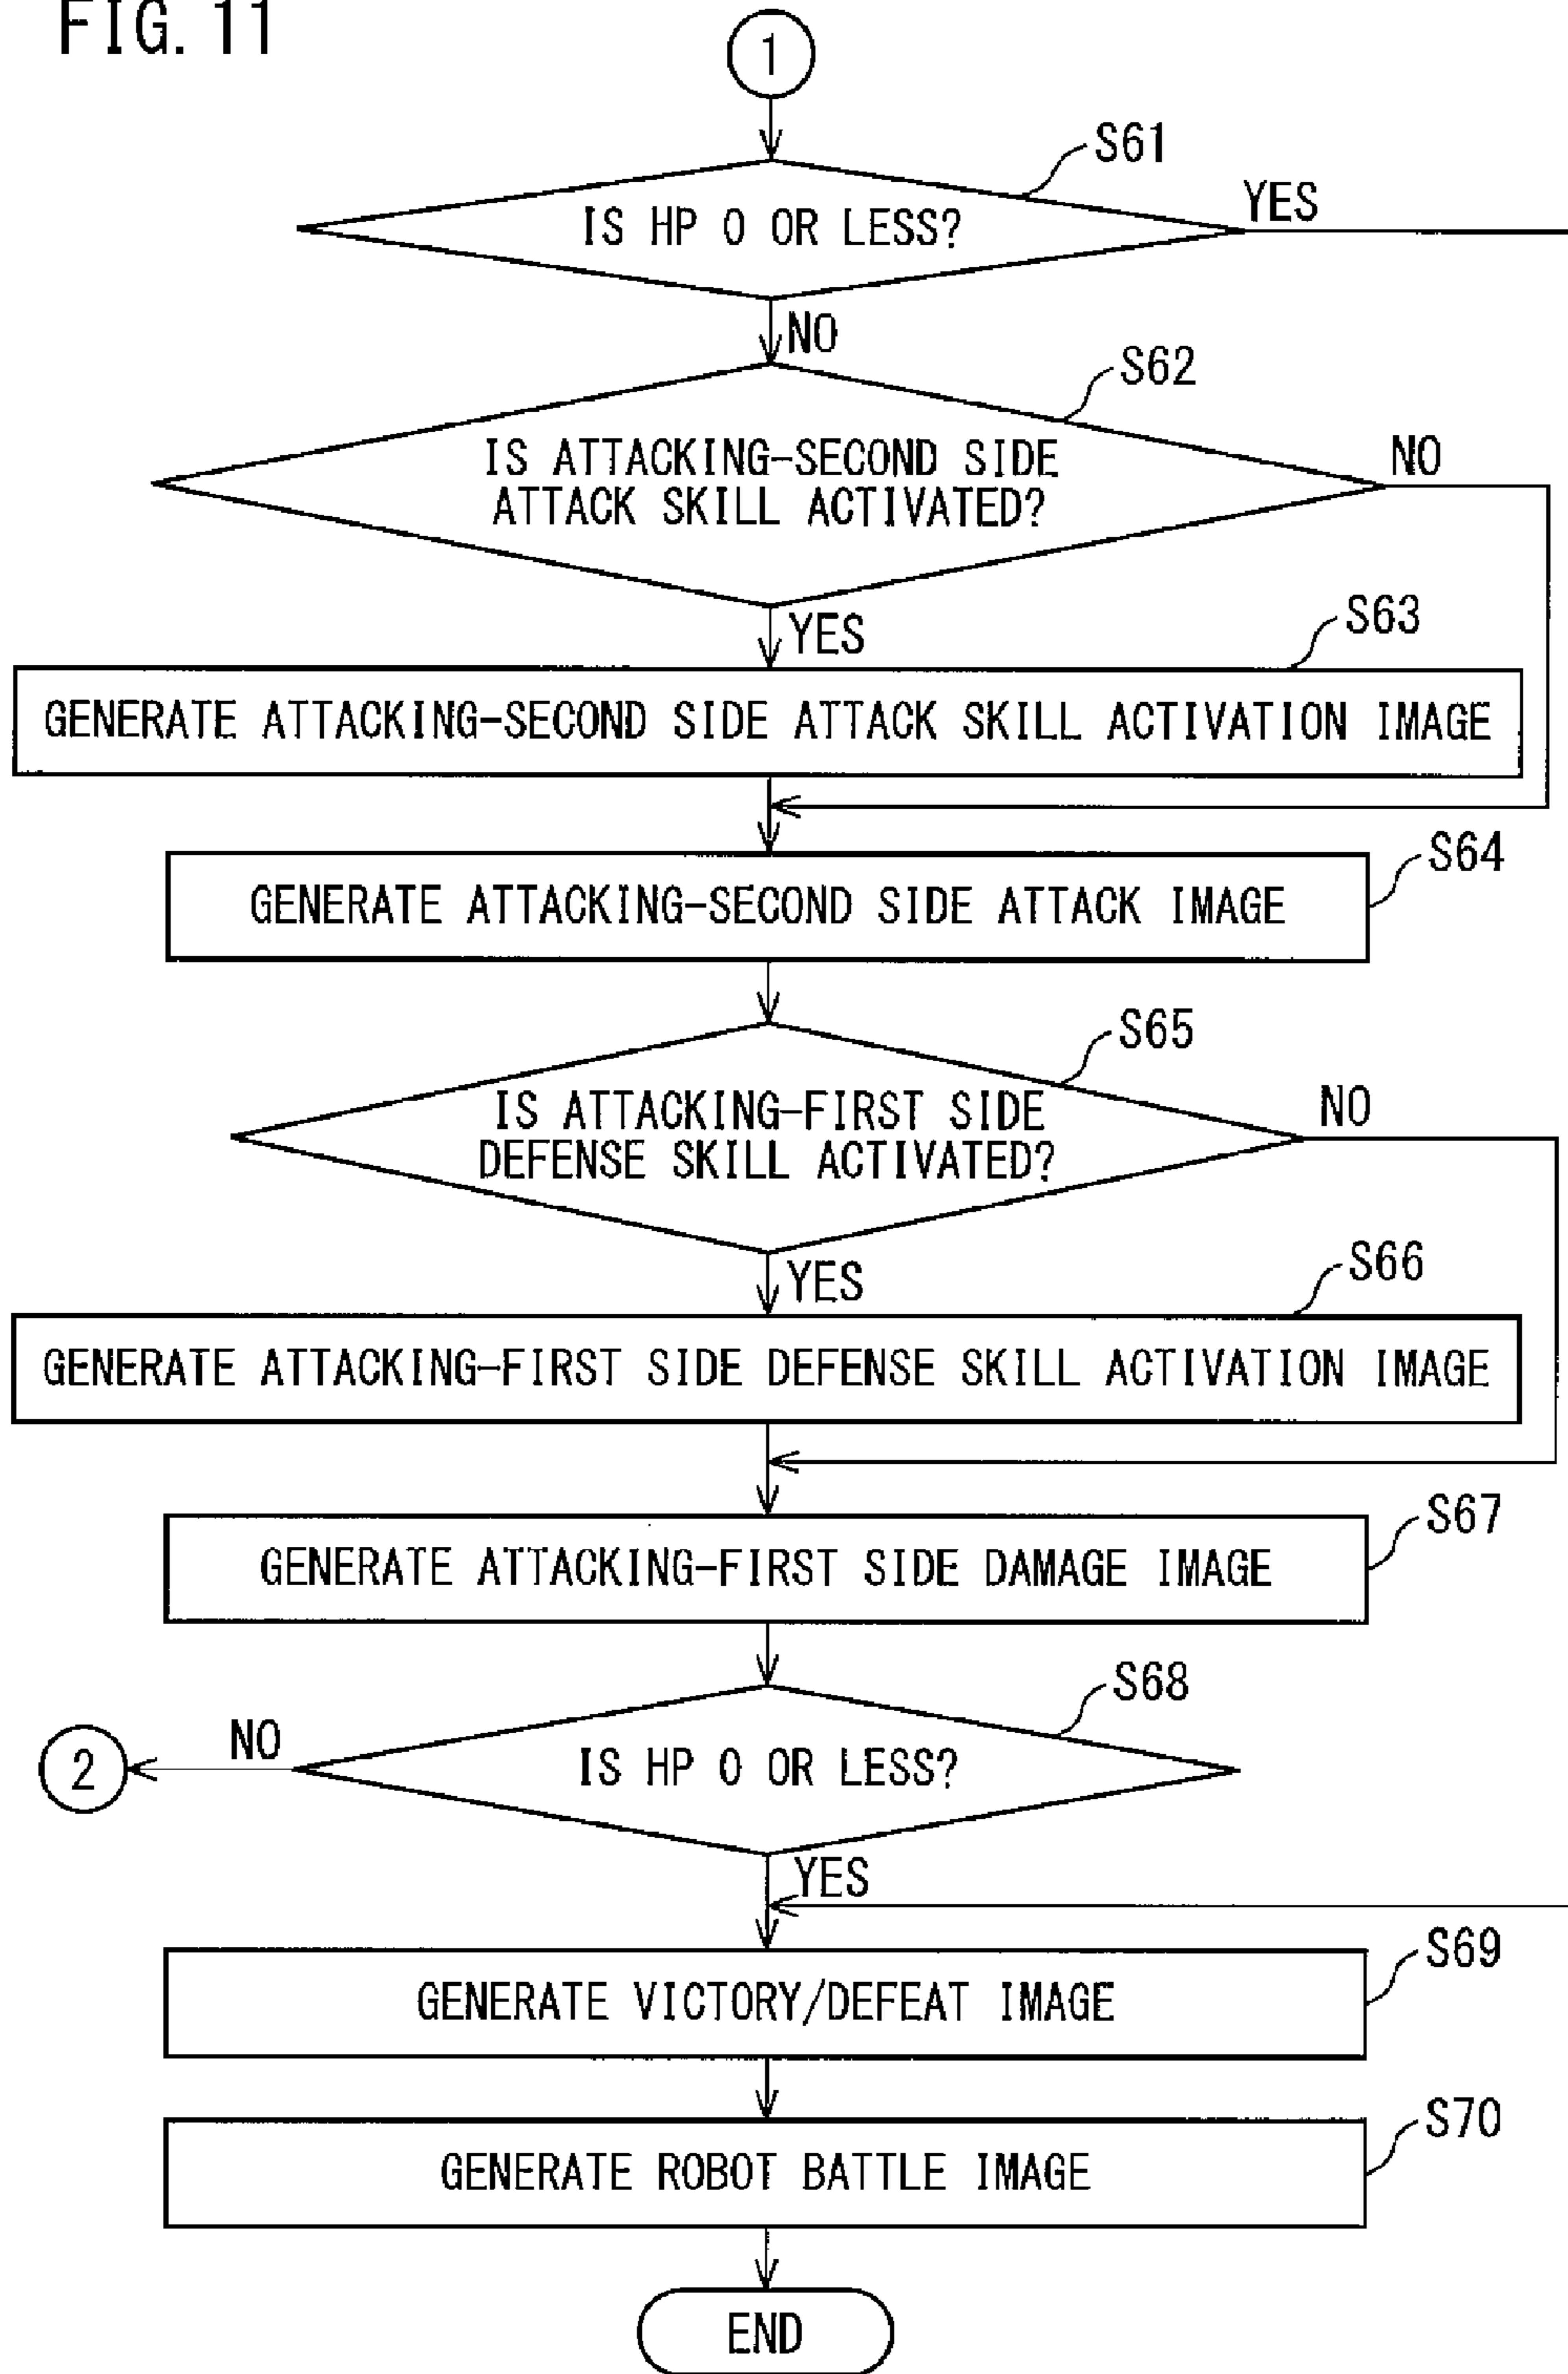 FIG. 11
1
S61
IS HP 0 OR LESS?
YES
NO
S62
IS ATTACKING-SECOND SIDE
ATTACK SKILL ACTIVATED?
NO
YES
S63
GENERATE ATTACKING-SECOND SIDE ATTACK SKILL ACTIVATION IMAGE
S64
GENERATE ATTACKING-SECOND SIDE ATTACK IMAGE
S65
IS ATTACKING-FIRST SIDE
DEFENSE SKILL ACTIVATED?
NO
YES
S66
GENERATE ATTACKING-FIRST SIDE DEFENSE SKILL ACTIVATION IMAGE
S67
GENERATE ATTACKING-FIRST SIDE DAMAGE IMAGE
S68
2
NO
IS HP 0 OR LESS?
YES
S69
GENERATE VICTORY/DEFEAT IMAGE
S70
GENERATE ROBOT BATTLE IMAGE
END